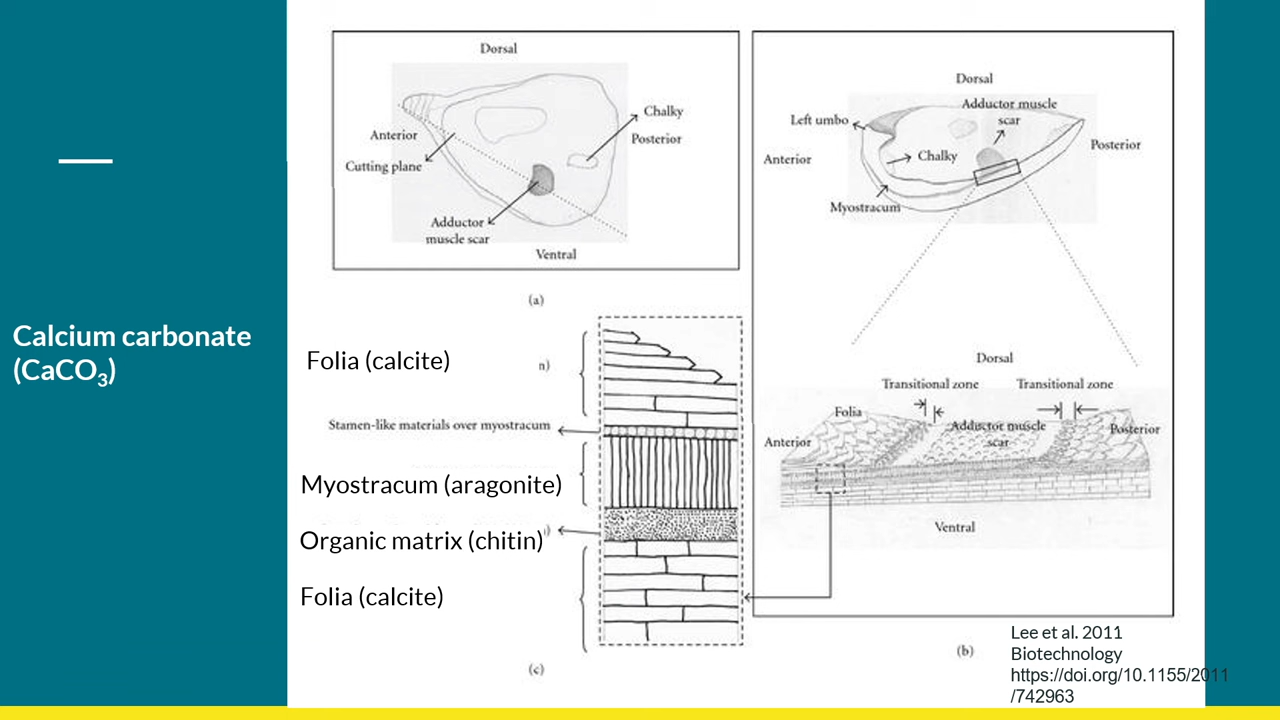 Calcium carbonate
(CaCO₃)
Dorsal
Anterior
Cutting plane
Chalky
Posterior
Adductor
muscle scar
Ventral
(a)
Dorsal
Adductor muscle
scar
Left umbo
Anterior
Chalky
Posterior
Myostracum
Dorsal
Transitional zone
Transitional zone
Folia
Adductor muscle
scar
Anterior
Posterior
Ventral
(b)
Folia (calcite)
n)
Stamen-like materials over myostracum
Myostracum (aragonite)
Organic matrix (chitin)
)
Folia (calcite)
(c)
Lee et al. 2011
Biotechnology
https://doi.org/10.1155/2011
/742963